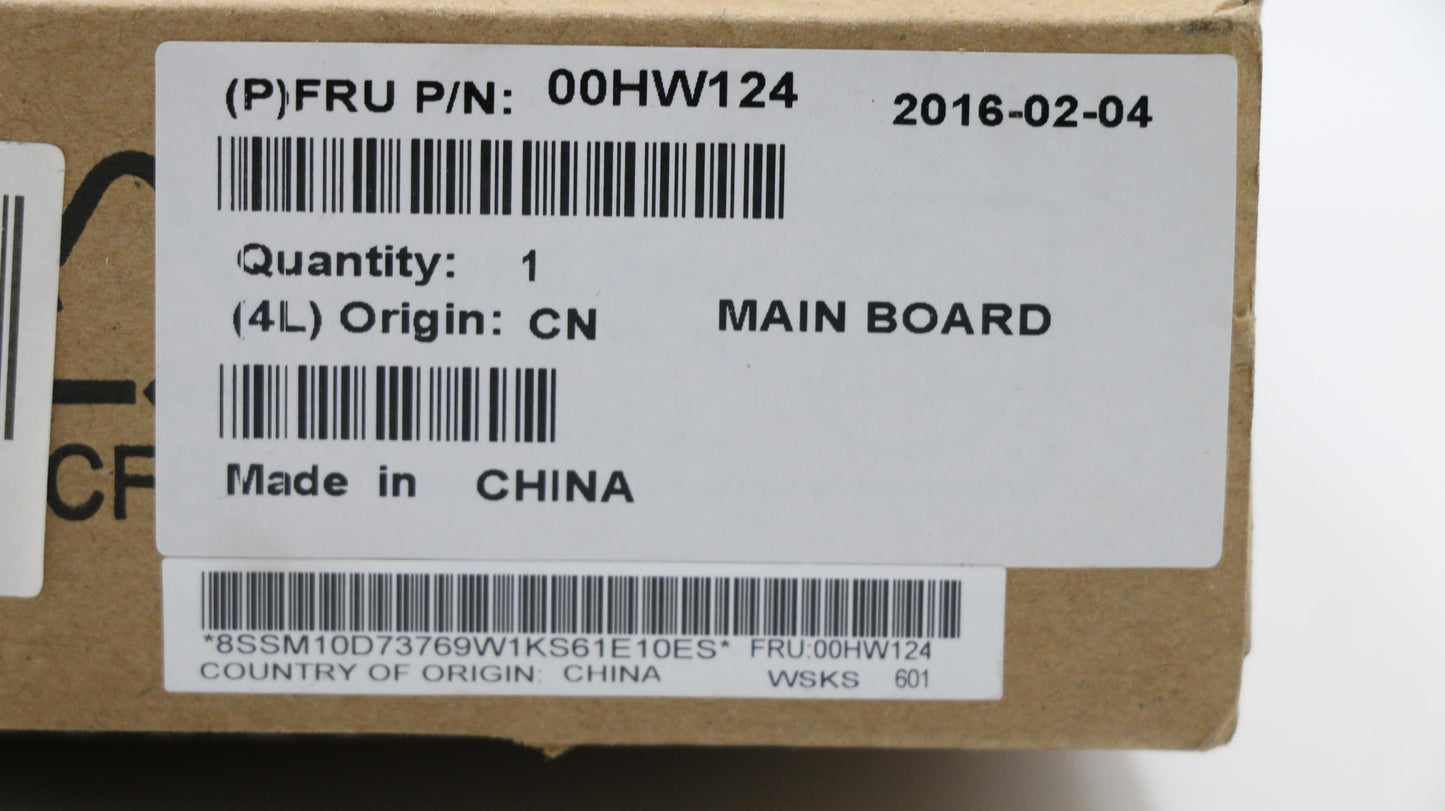 (P)FRU P/N: 00HW124 2016-02-04
Quantity: 1
(4L) Origin: CN MAIN BOARD
Made in CHINA
CF
*8SSM10D73769W1KS61E10ES* FRU:00HW124
COUNTRY OF ORIGIN: CHINA WSKS 601